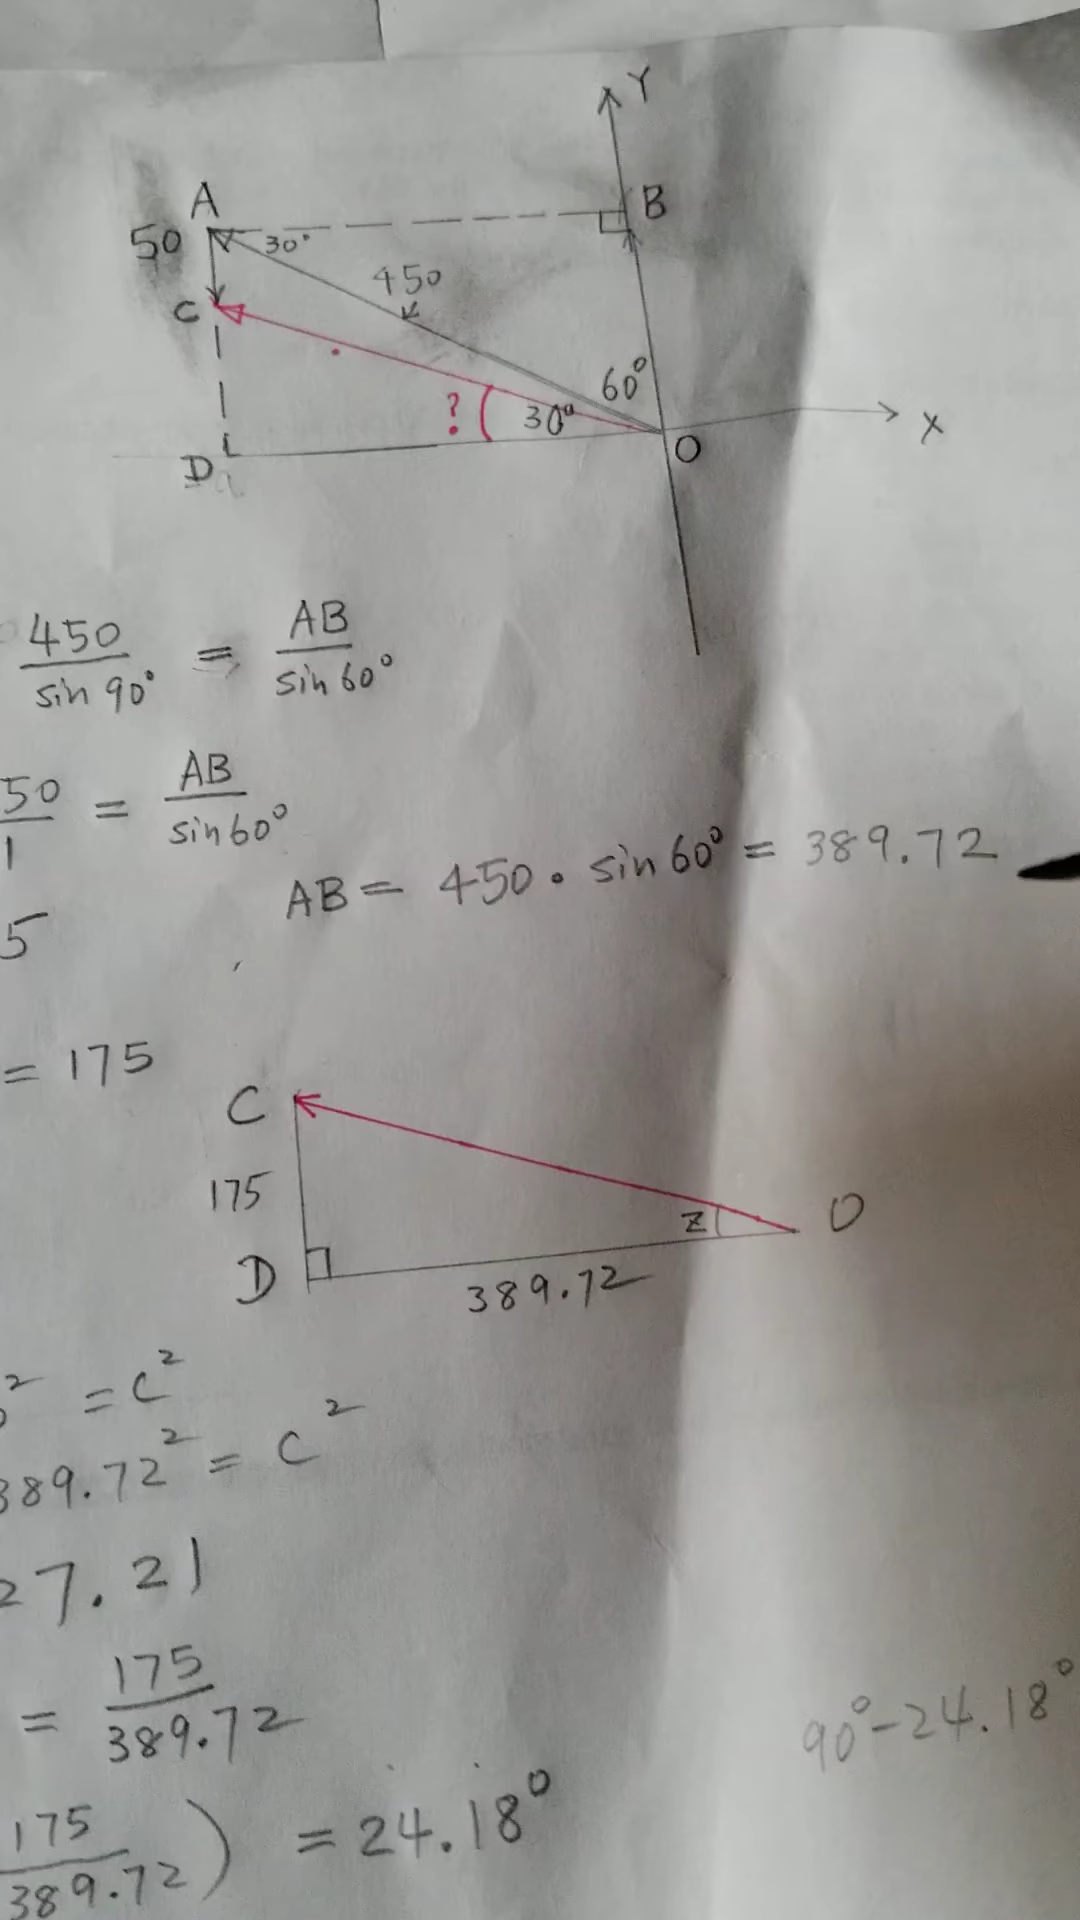 Y
A
B
50
30°
450
C
60°
?
30°
X
D
O
450/sin 90° = AB/sin 60°
50/1 = AB/sin 60°
AB = 450 · sin 60° = 389.72
5
= 175
C
175
Z
O
D
389.72
² = C²
389.72² = C²
27.21
= 175/389.72
90° - 24.18°
175/389.72) = 24.18°